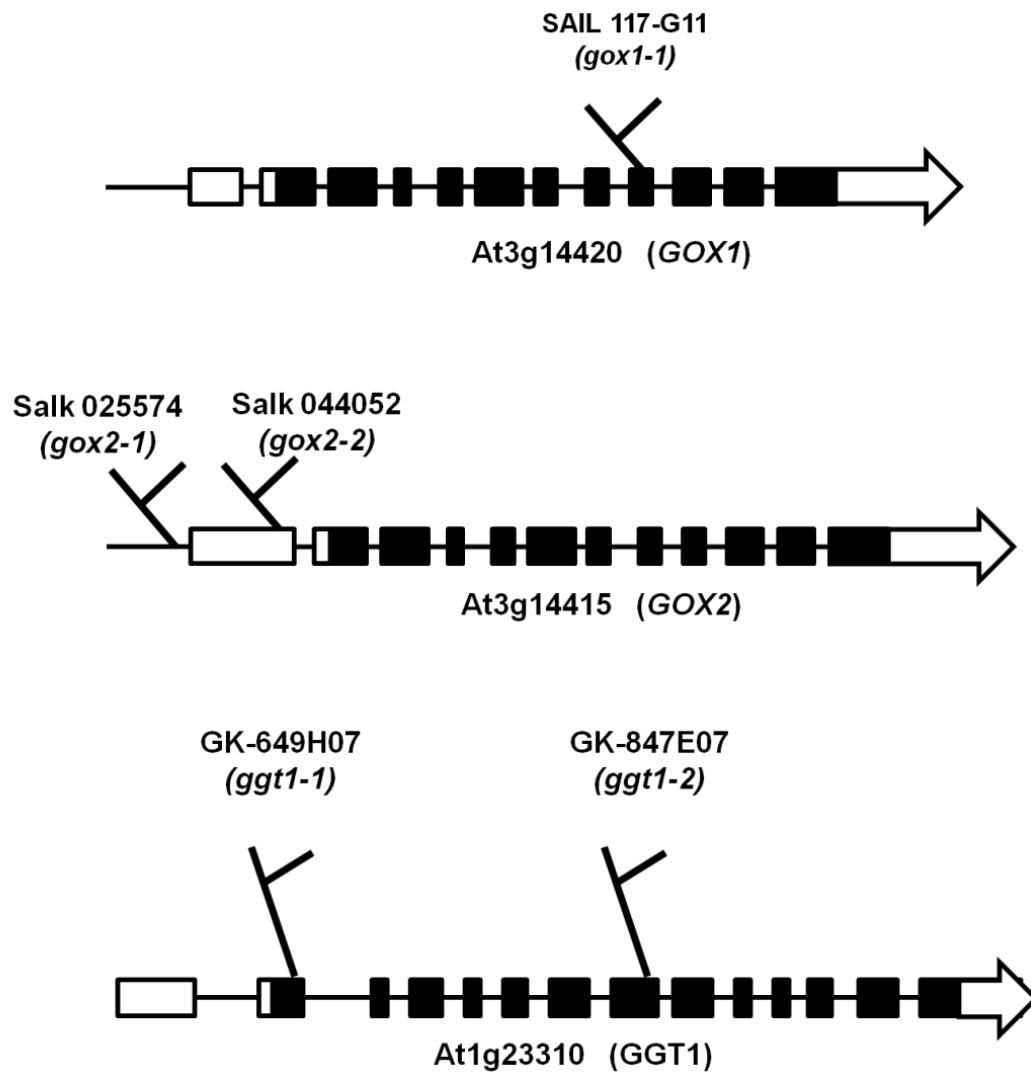 SAIL 117-G11
(gox1-1)
At3g14420 (GOX1)
Salk 025574
(gox2-1)
Salk 044052
(gox2-2)
At3g14415 (GOX2)
GK-649H07
(ggt1-1)
GK-847E07
(ggt1-2)
At1g23310 (GGT1)